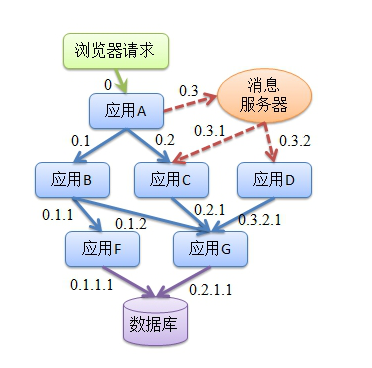 浏览器请求
0
0.3
消息
服务器
应用A
0.1
0.2
0.3.1
0.3.2
应用B
应用C
应用D
0.1.1
0.1.2
0.2.1
0.3.2.1
应用F
应用G
0.1.1.1
0.2.1.1
数据库